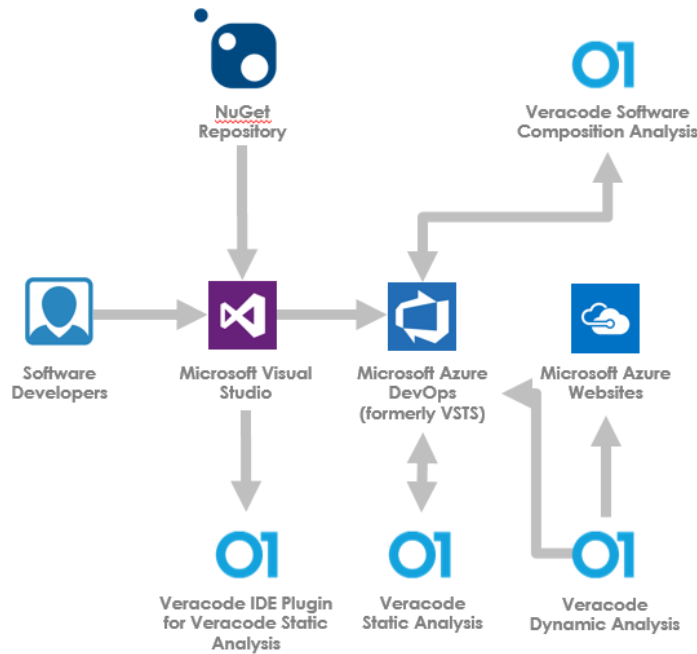 NuGet
Repository
Veracode Software
Composition Analysis
Software
Developers
Microsoft Visual
Studio
Microsoft Azure
DevOps
(formerly VSTS)
Microsoft Azure
Websites
Veracode IDE Plugin
for Veracode Static
Analysis
Veracode
Static Analysis
Veracode
Dynamic Analysis